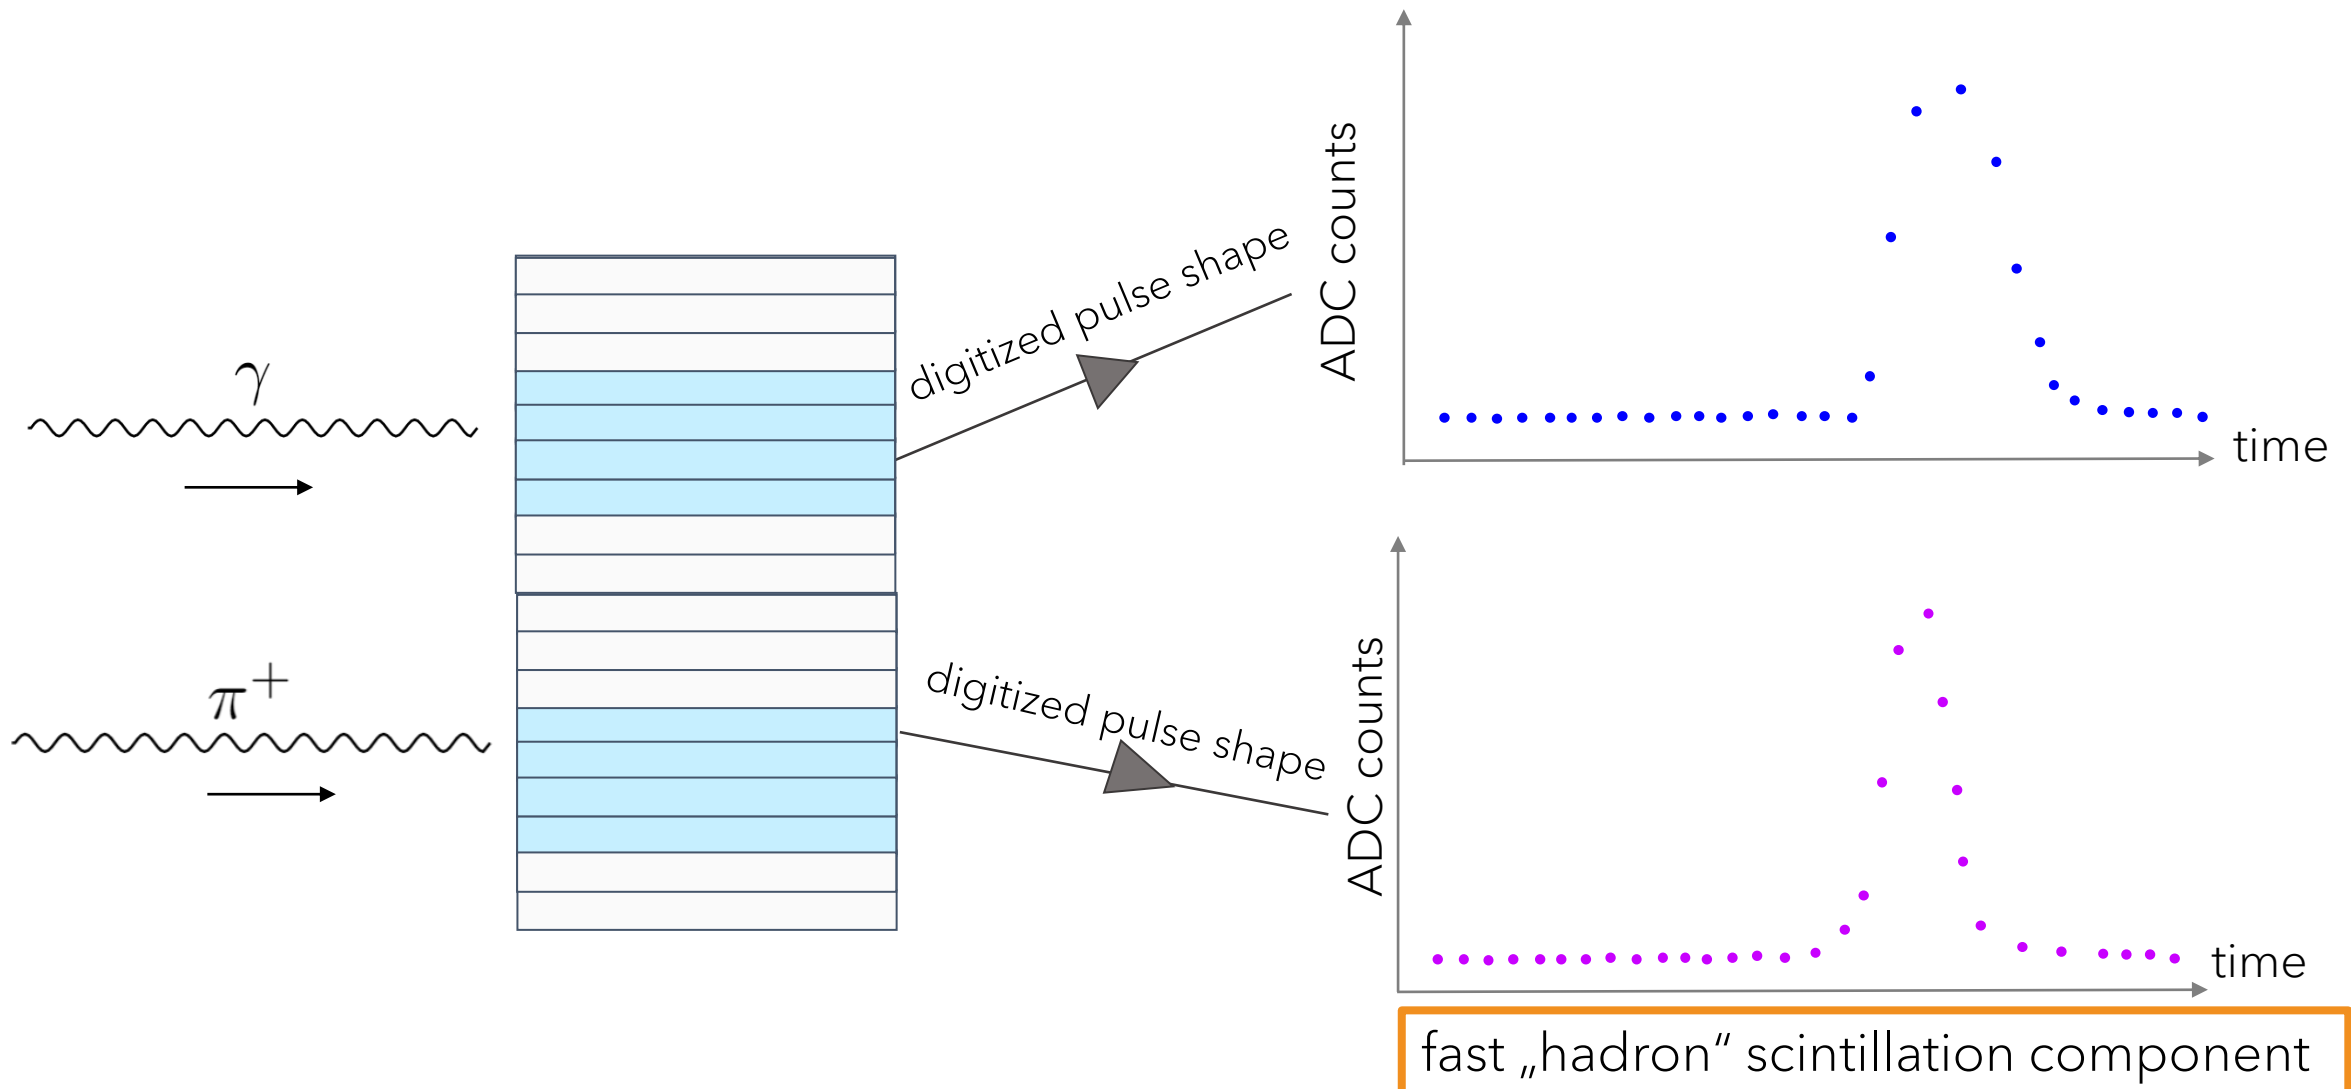 γ
digitized pulse shape
ADC counts
time
π⁺
digitized pulse shape
ADC counts
time
fast „hadron“ scintillation component